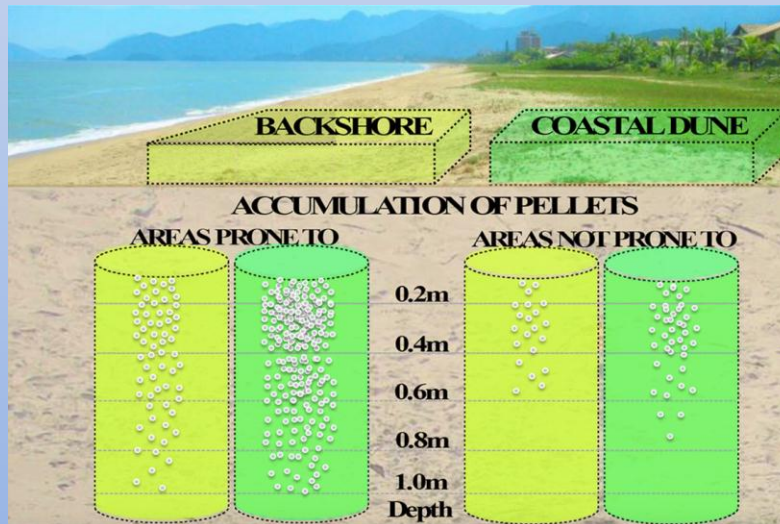 BACKSHORE
COASTAL DUNE
ACCUMULATION OF PELLETS
AREAS PRONE TO
AREAS NOT PRONE TO
0.2m
0.4m
0.6m
0.8m
1.0m
Depth